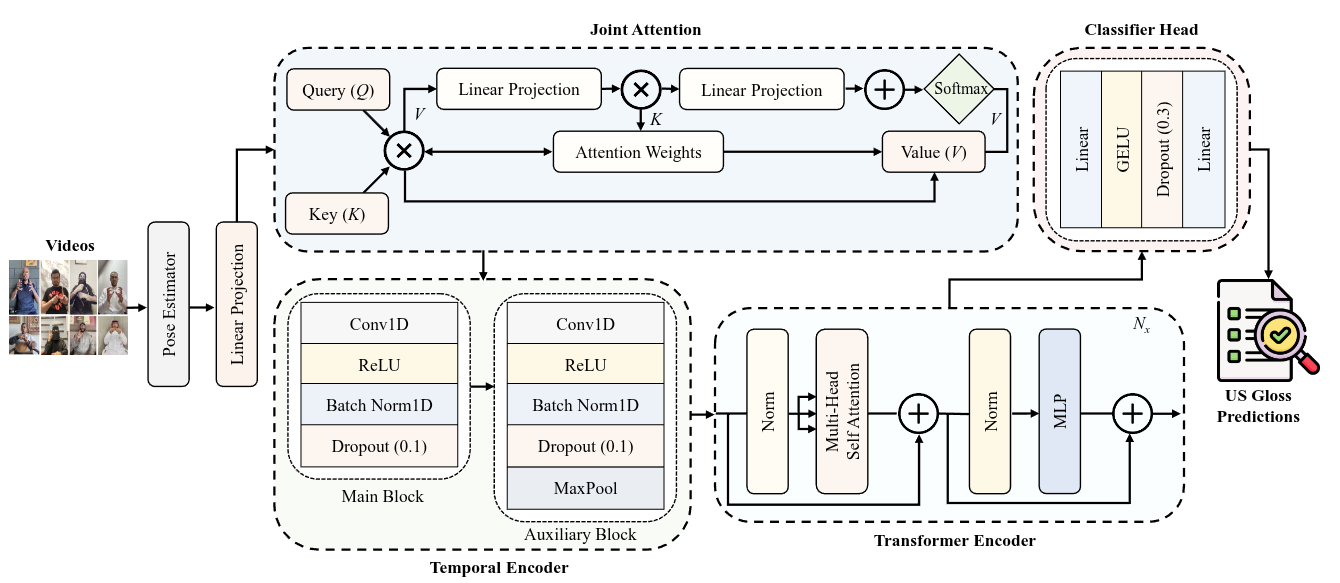 Joint Attention
Classifier Head
Query (Q)
V
Linear Projection
Linear Projection
Softmax
K
V
Attention Weights
Value (V)
Key (K)
Linear
GELU
Dropout (0.3)
Linear
Videos
Pose Estimator
Linear Projection
Conv1D
ReLU
Batch Norm1D
Dropout (0.1)
Main Block
Conv1D
ReLU
Batch Norm1D
Dropout (0.1)
MaxPool
Auxiliary Block
Temporal Encoder
Nx
Norm
Multi-Head
Self Attention
Norm
MLP
Transformer Encoder
US Gloss
Predictions